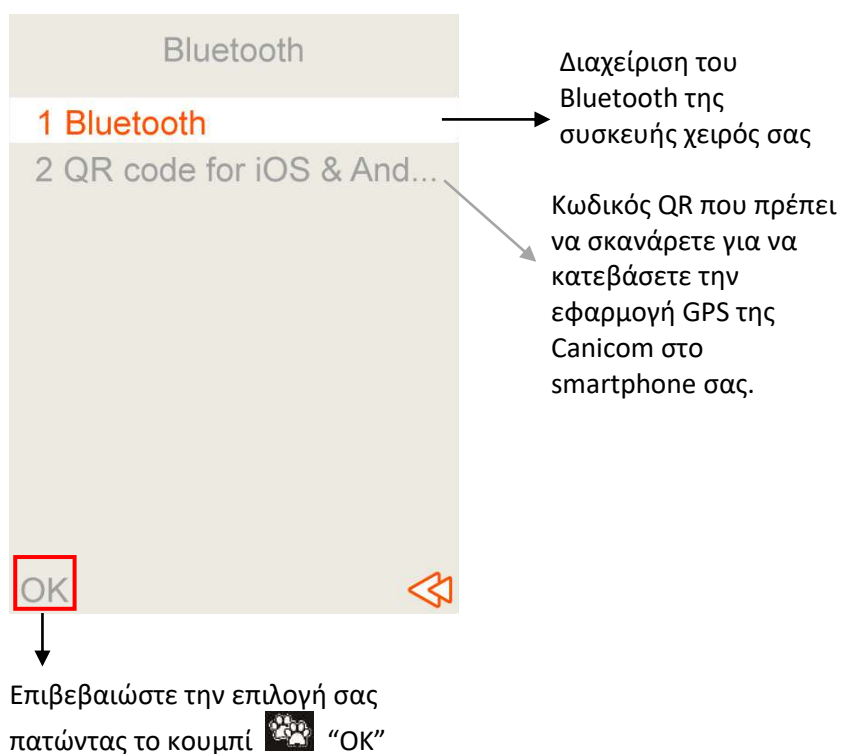 Bluetooth
1 Bluetooth
2 QR code for iOS & And...
Διαχείριση του
Bluetooth της
συσκευής χειρός σας
Κωδικός QR που πρέπει
να σκανάρετε για να
κατεβάσετε την
εφαρμογή GPS της
Canicom στο
smartphone σας.
OK
Επιβεβαιώστε την επιλογή σας
πατώντας το κουμπί “OK”